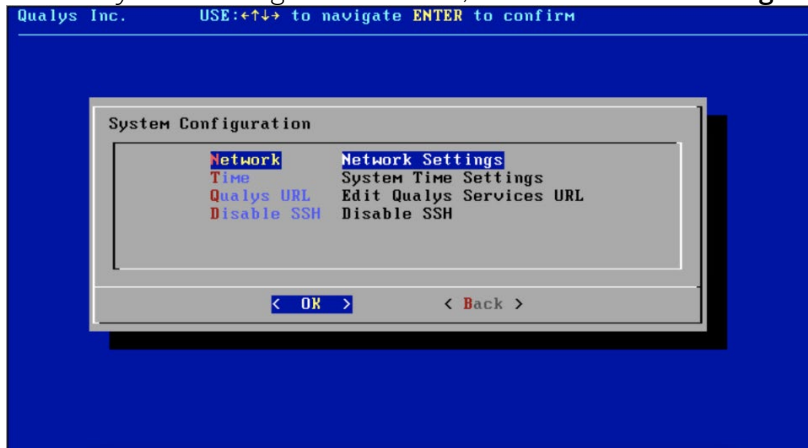 Qualys Inc. USE:←↑↓→ to navigate ENTER to confirm
System Configuration
Network Network Settings
Time System Time Settings
Qualys URL Edit Qualys Services URL
Disable SSH Disable SSH
< OK > < Back >